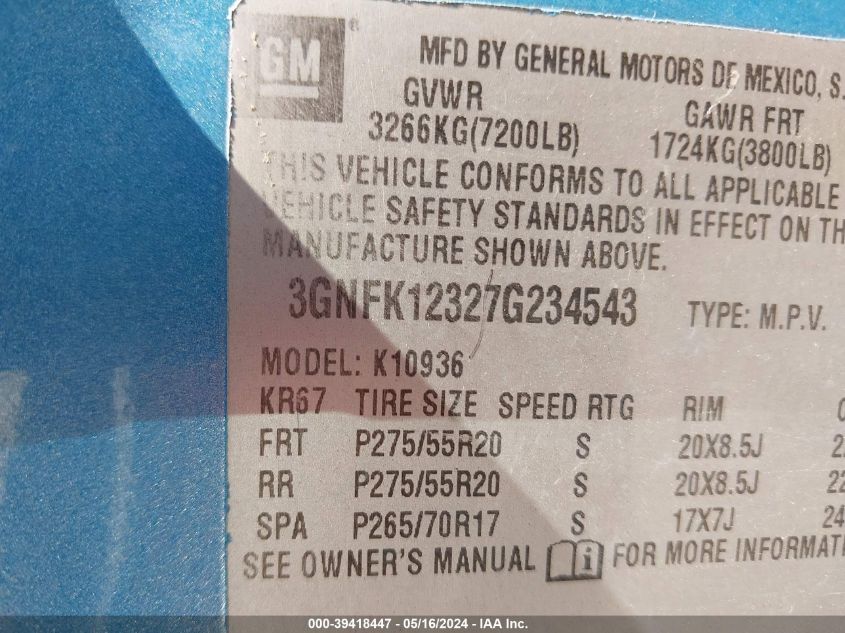 GM ®
MFD BY GENERAL MOTORS DE MEXICO, S.
GVWR GAWR FRT
3266KG(7200LB) 1724KG(3800LB)
THIS VEHICLE CONFORMS TO ALL APPLICABLE
VEHICLE SAFETY STANDARDS IN EFFECT ON TH
MANUFACTURE SHOWN ABOVE.
3GNFK12327G234543 TYPE: M.P.V.
MODEL: K10936
KR67 TIRE SIZE SPEED RTG RIM
FRT P275/55R20 S 20X8.5J
RR P275/55R20 S 20X8.5J 22
SPA P265/70R17 S 17X7J 24
SEE OWNER'S MANUAL i FOR MORE INFORMATI
000-39418447 - 05/16/2024 - IAA Inc.